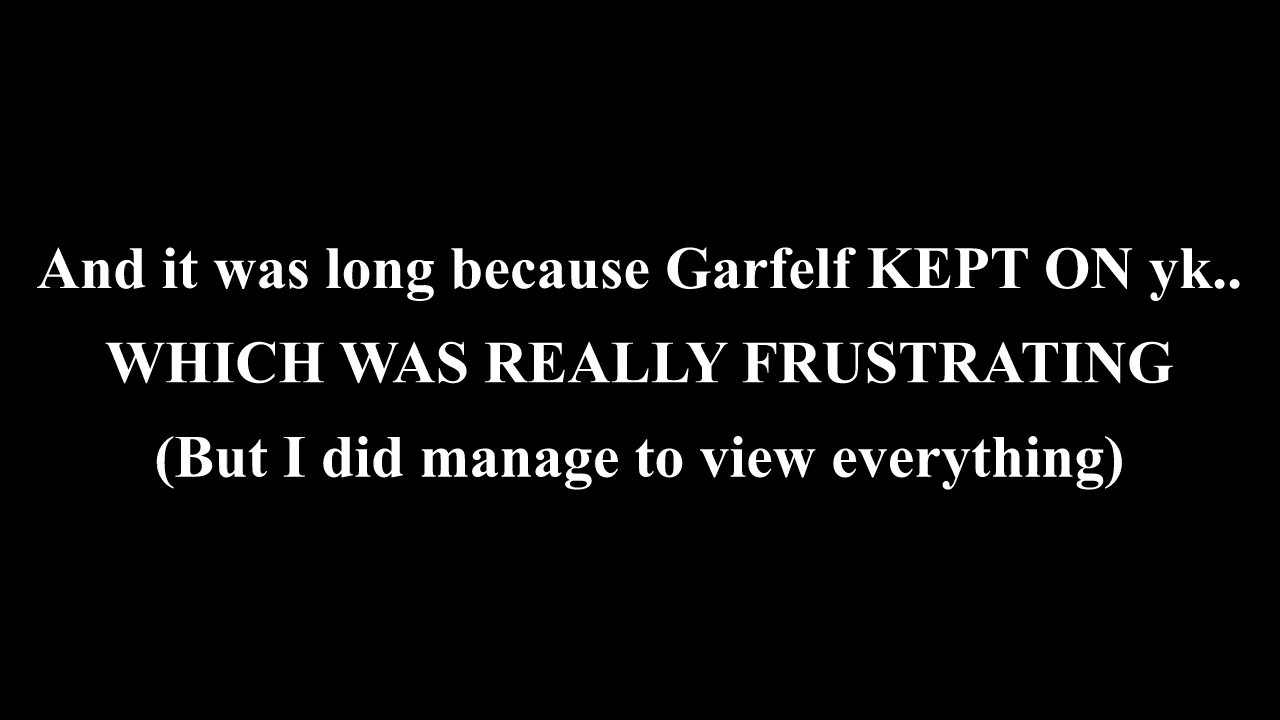 And it was long because Garfelf KEPT ON yk..
WHICH WAS REALLY FRUSTRATING
(But I did manage to view everything)